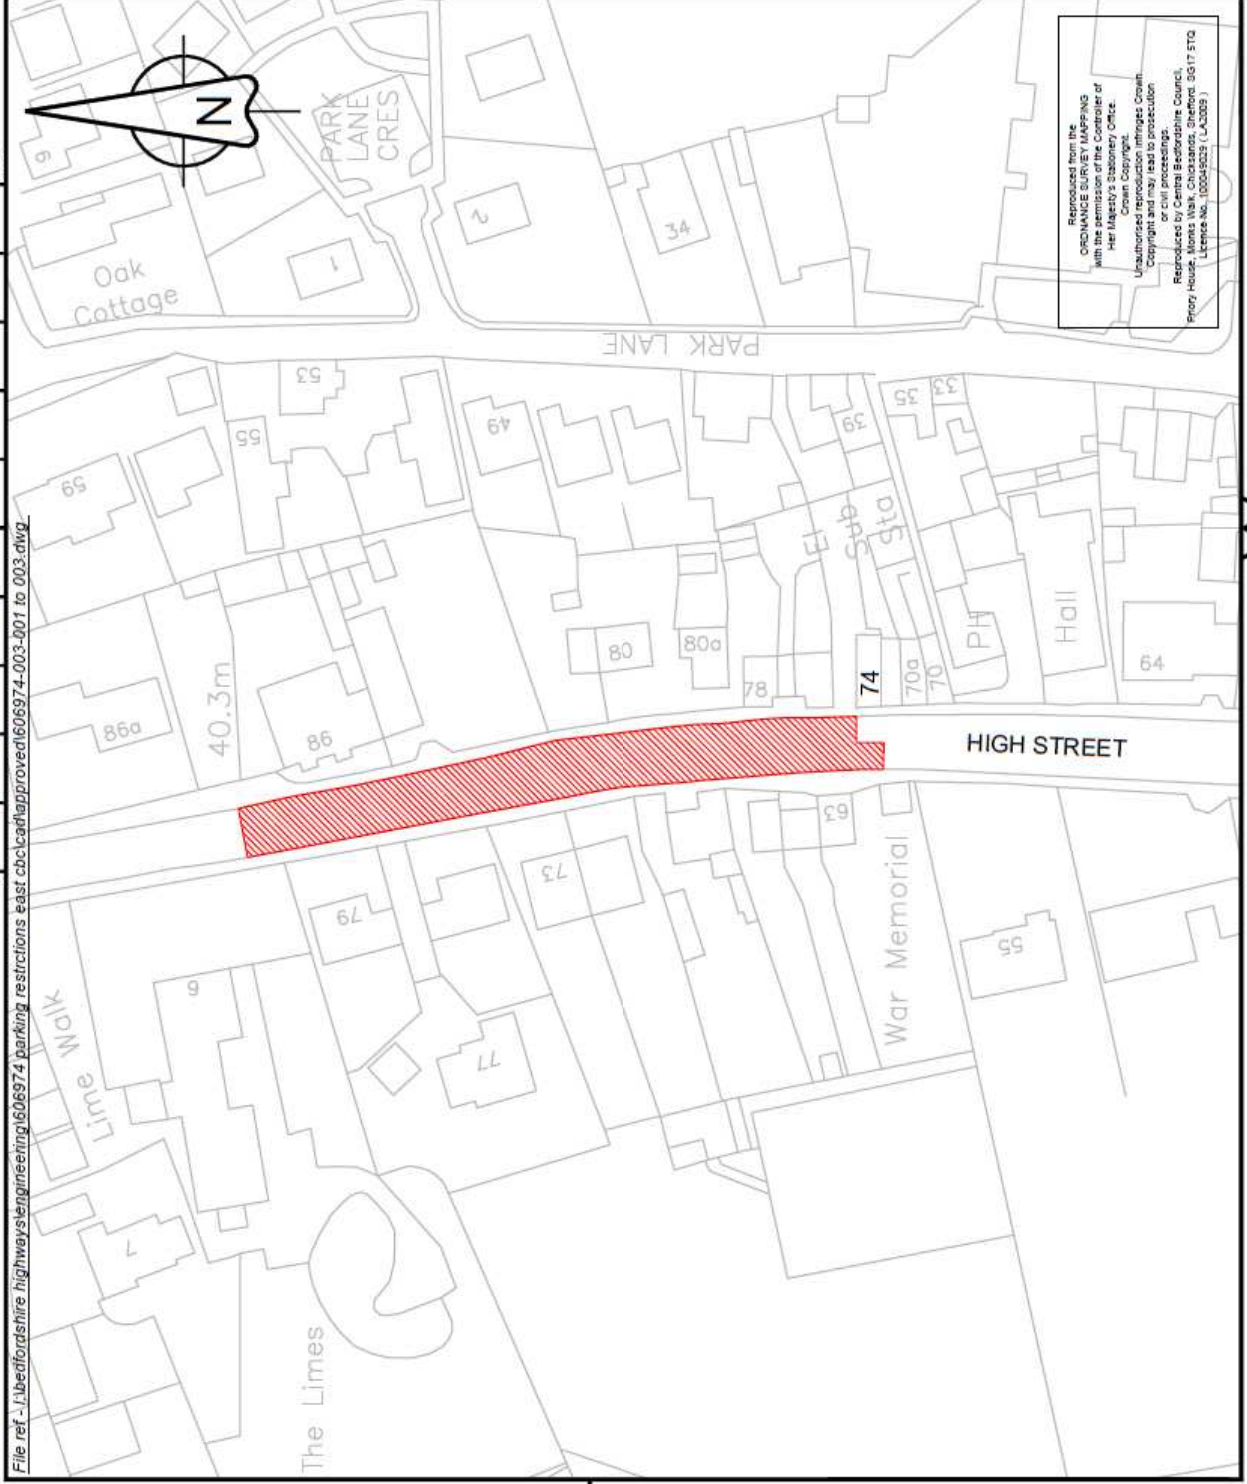 File ref - I:\bedfordshire highways\engineering\606974 parking restrctions east cbc\cad\approved\606974-003-001 to 003.dwg
N
PARK
LANE
CRES
9
Oak
Cottage
1
2
34
Reproduced from the
ORDNANCE SURVEY MAPPING
with the permission of the Controller of
Her Majesty's Stationery Office.
Crown Copyright.
Unauthorised reproduction infringes Crown
Copyright and may lead to prosecution
or civil proceedings.
Reproduced by Central Bedfordshire Council,
Priory House, Monks Walk, Chicksands, Shefford. SG17 5TQ
Licence No. 100049029 ( LA2009 )
PARK LANE
53
55
59
49
39
35
33
El
Sub
Sta
PH
Hall
64
80
80a
78
74
70a
70
86a
40.3m
86
HIGH STREET
63
War Memorial
73
79
55
77
6
Lime Walk
7
The Limes